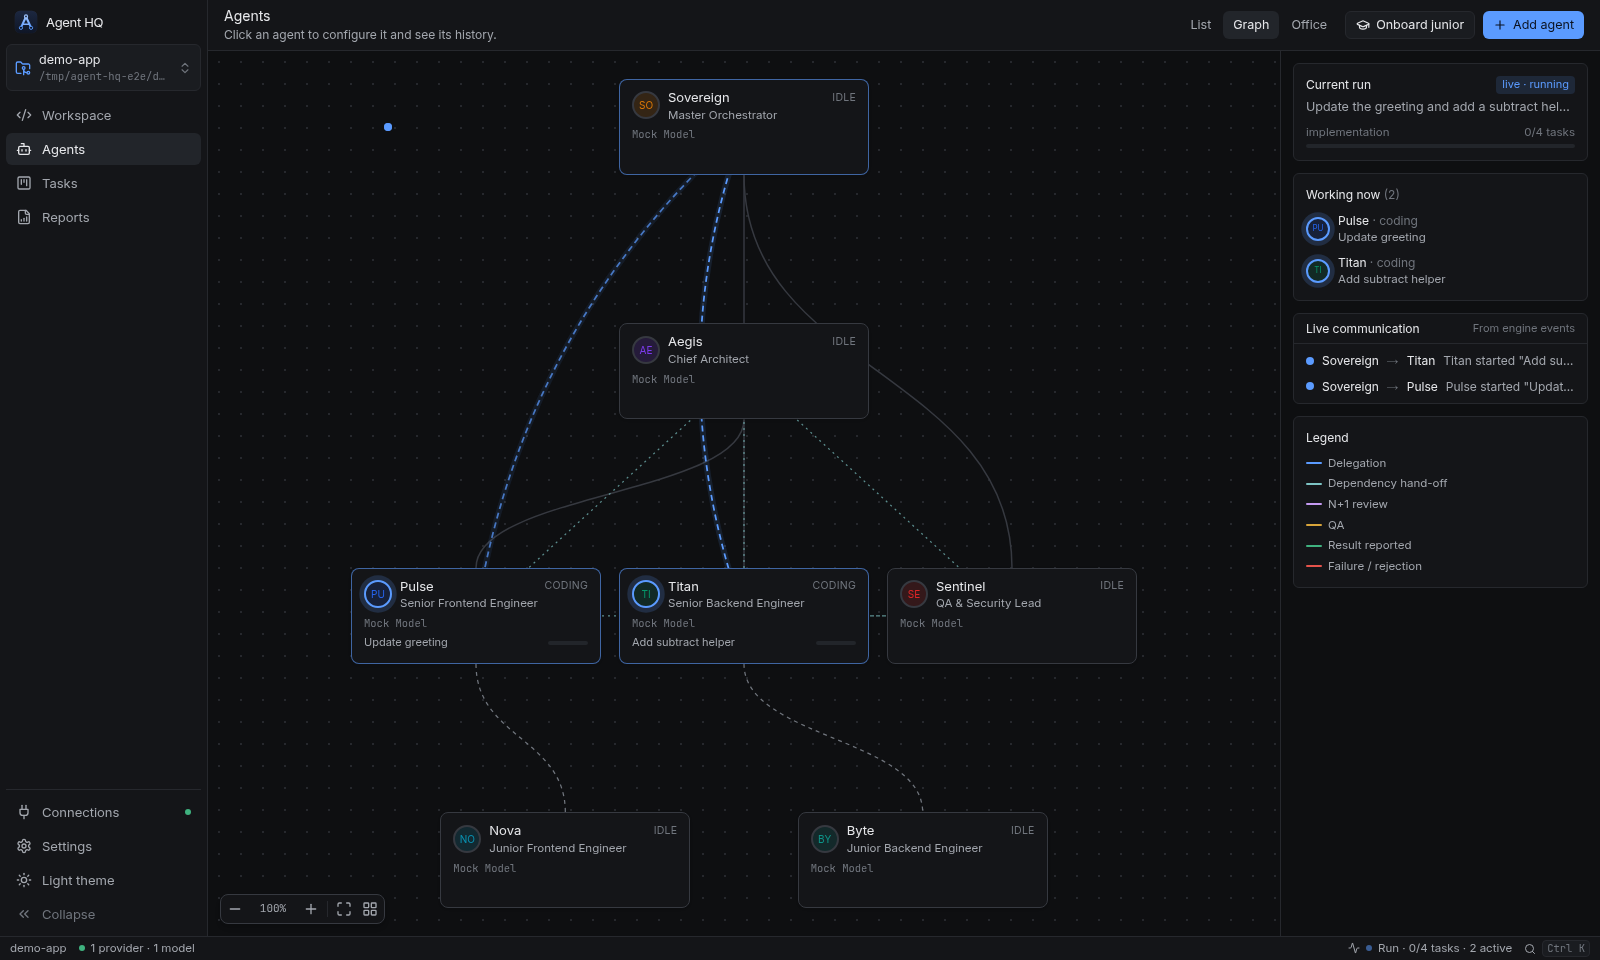 Agent HQ
demo-app
/tmp/agent-hq-e2e/d…
Workspace
Agents
Tasks
Reports
Connections
Settings
Light theme
Collapse
Agents
Click an agent to configure it and see its history.
List
Graph
Office
Onboard junior
Add agent
SO
Sovereign
IDLE
Master Orchestrator
Mock Model
AE
Aegis
IDLE
Chief Architect
Mock Model
PU
Pulse
CODING
Senior Frontend Engineer
Mock Model
Update greeting
TI
Titan
CODING
Senior Backend Engineer
Mock Model
Add subtract helper
SE
Sentinel
IDLE
QA & Security Lead
Mock Model
NO
Nova
IDLE
Junior Frontend Engineer
Mock Model
BY
Byte
IDLE
Junior Backend Engineer
Mock Model
100%
Current run
live · running
Update the greeting and add a subtract hel…
implementation
0/4 tasks
Working now (2)
PU
Pulse · coding
Update greeting
TI
Titan · coding
Add subtract helper
Live communication
From engine events
Sovereign → Titan Titan started "Add su…
Sovereign → Pulse Pulse started "Updat…
Legend
Delegation
Dependency hand-off
N+1 review
QA
Result reported
Failure / rejection
demo-app
1 provider · 1 model
Run · 0/4 tasks · 2 active
Ctrl K